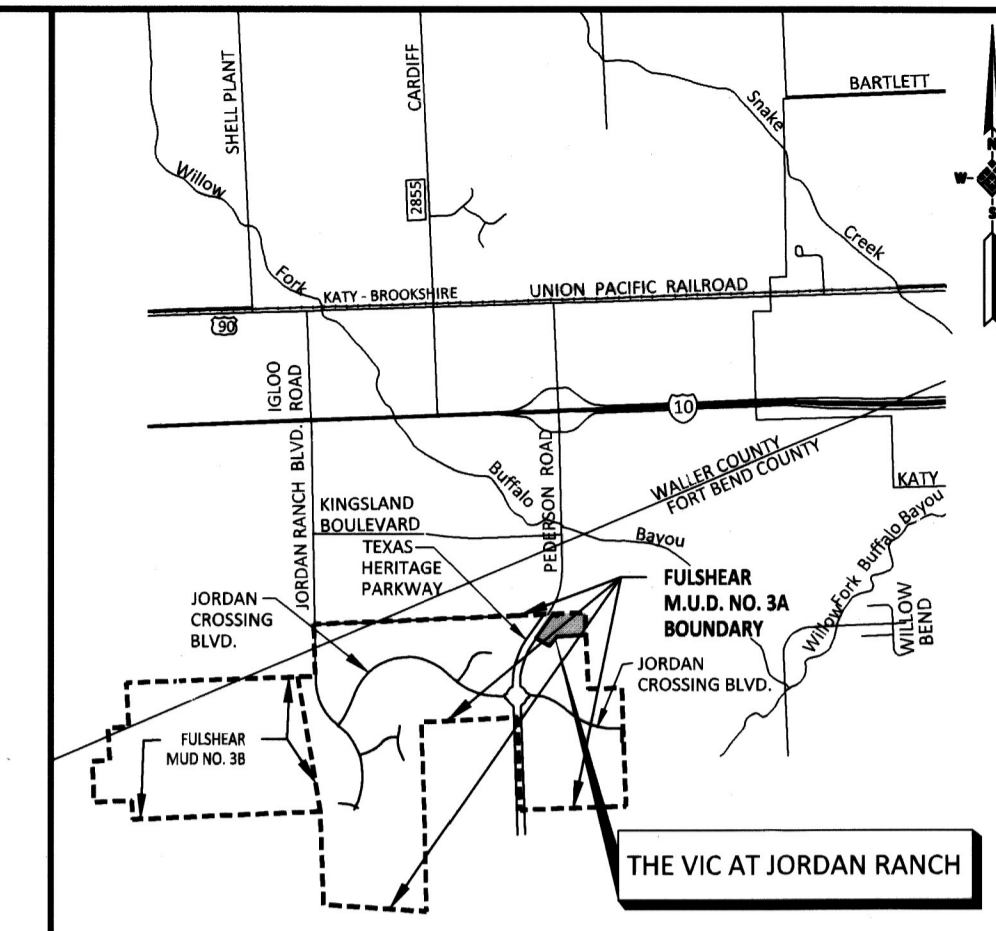 SHELL PLANT
CARDIFF
BARTLETT
Snake
Creek
Willow
Fork
2855
N
W
S
KATY - BROOKSHIRE
UNION PACIFIC RAILROAD
90
IGLOO
ROAD
10
JORDAN RANCH BLVD.
PEDERSON ROAD
Buffalo
Bayou
WALLER COUNTY
FORT BEND COUNTY
KATY
KINGSLAND
BOULEVARD
TEXAS
HERITAGE
PARKWAY
Willow Fork Buffalo Bayou
WILLOW
BEND
JORDAN
CROSSING
BLVD.
FULSHEAR
M.U.D. NO. 3A
BOUNDARY
JORDAN
CROSSING BLVD.
FULSHEAR
MUD NO. 3B
THE VIC AT JORDAN RANCH